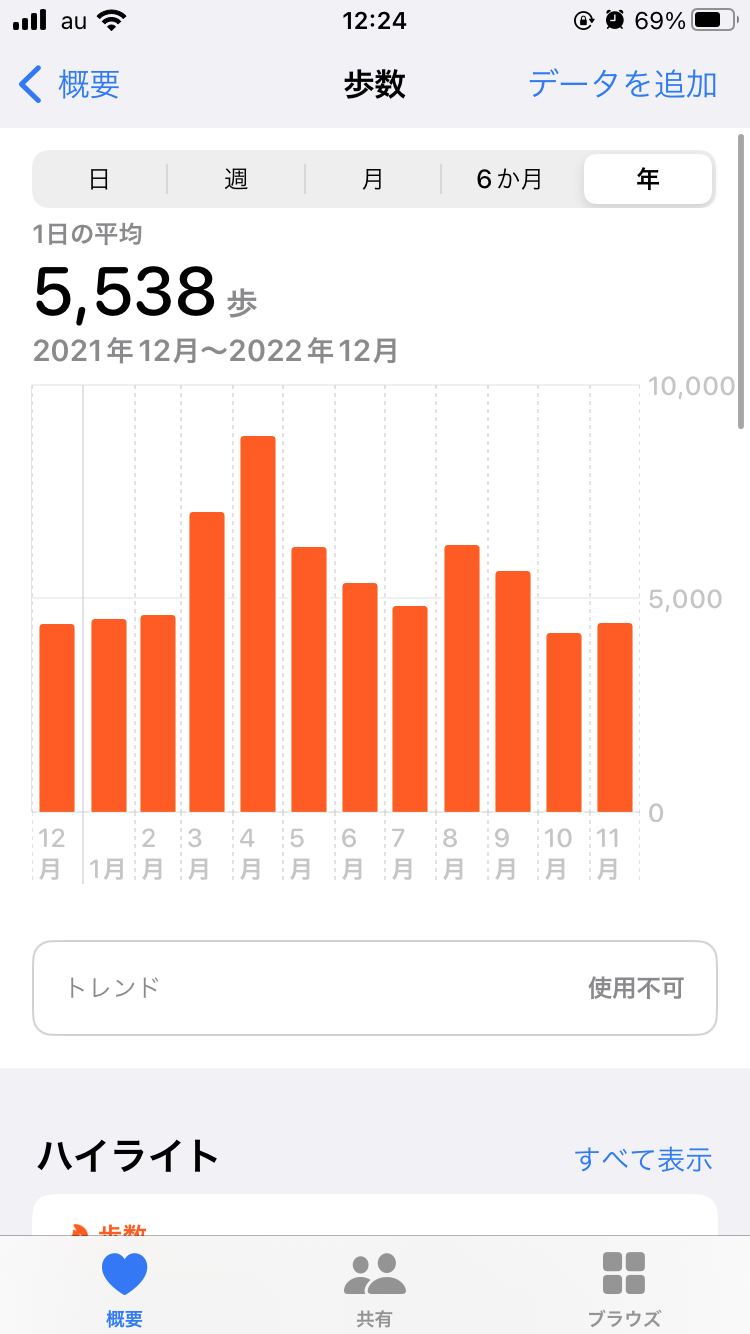 au 12:24 69%
概要 歩数 データを追加
日 週 月 6か月 年
1日の平均
5,538 歩
2021年12月〜2022年12月
10,000
5,000
0
12月 1月 2月 3月 4月 5月 6月 7月 8月 9月 10月 11月
トレンド 使用不可
ハイライト すべて表示
歩数
概要 共有 ブラウズ